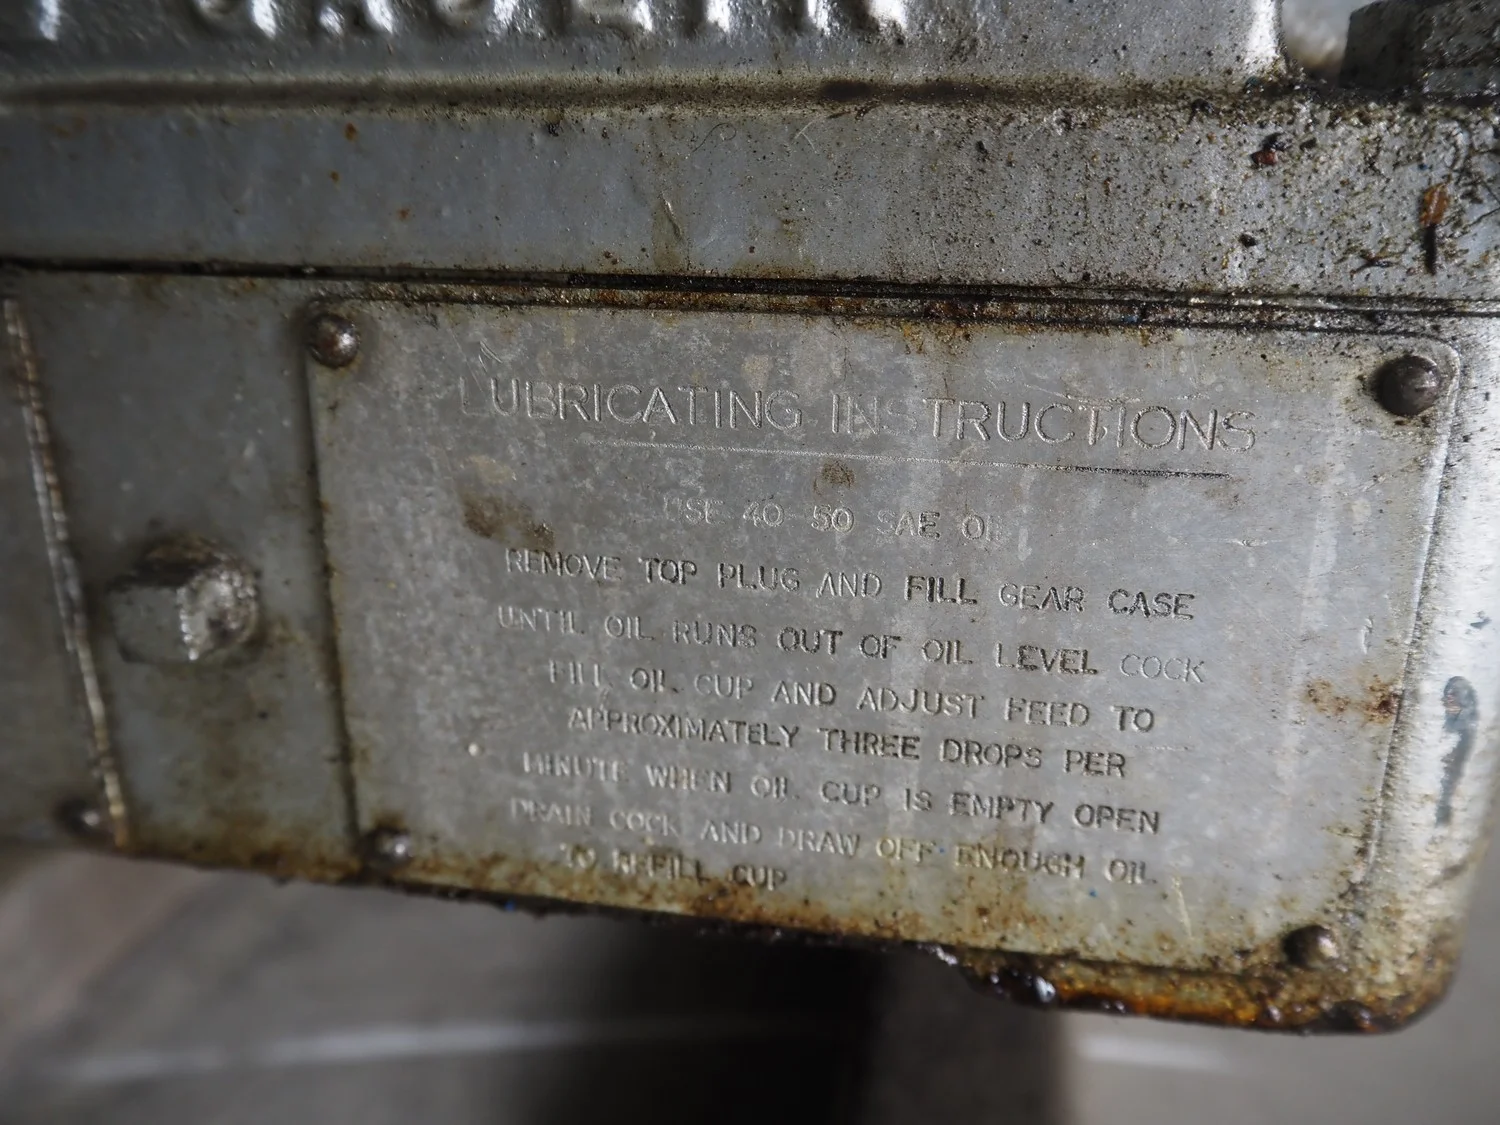 LUBRICATING INSTRUCTIONS
USE 40-50 SAE OIL
REMOVE TOP PLUG AND FILL GEAR CASE
UNTIL OIL RUNS OUT OF OIL LEVEL COCK
FILL OIL CUP AND ADJUST FEED TO
APPROXIMATELY THREE DROPS PER
MINUTE WHEN OIL CUP IS EMPTY OPEN
DRAIN COCK AND DRAW OFF ENOUGH OIL
TO REFILL CUP